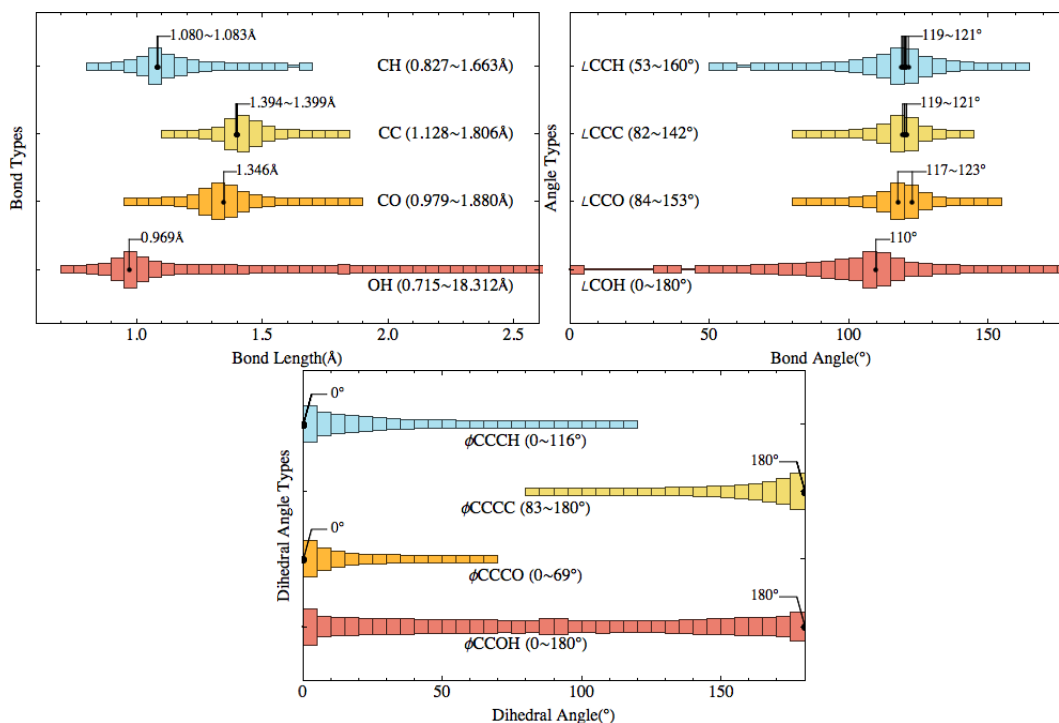 1.080~1.083Å
CH (0.827~1.663Å)
1.394~1.399Å
CC (1.128~1.806Å)
1.346Å
CO (0.979~1.880Å)
0.969Å
OH (0.715~18.312Å)
Bond Types
1.0
1.5
2.0
2.5
Bond Length(Å)
119~121°
∠CCH (53~160°)
119~121°
∠CCC (82~142°)
117~123°
∠CCO (84~153°)
110°
∠COH (0~180°)
Angle Types
0
50
100
150
Bond Angle(°)
0°
ϕCCCH (0~116°)
180°
ϕCCCC (83~180°)
0°
ϕCCCO (0~69°)
180°
ϕCCOH (0~180°)
Dihedral Angle Types
0
50
100
150
Dihedral Angle(°)